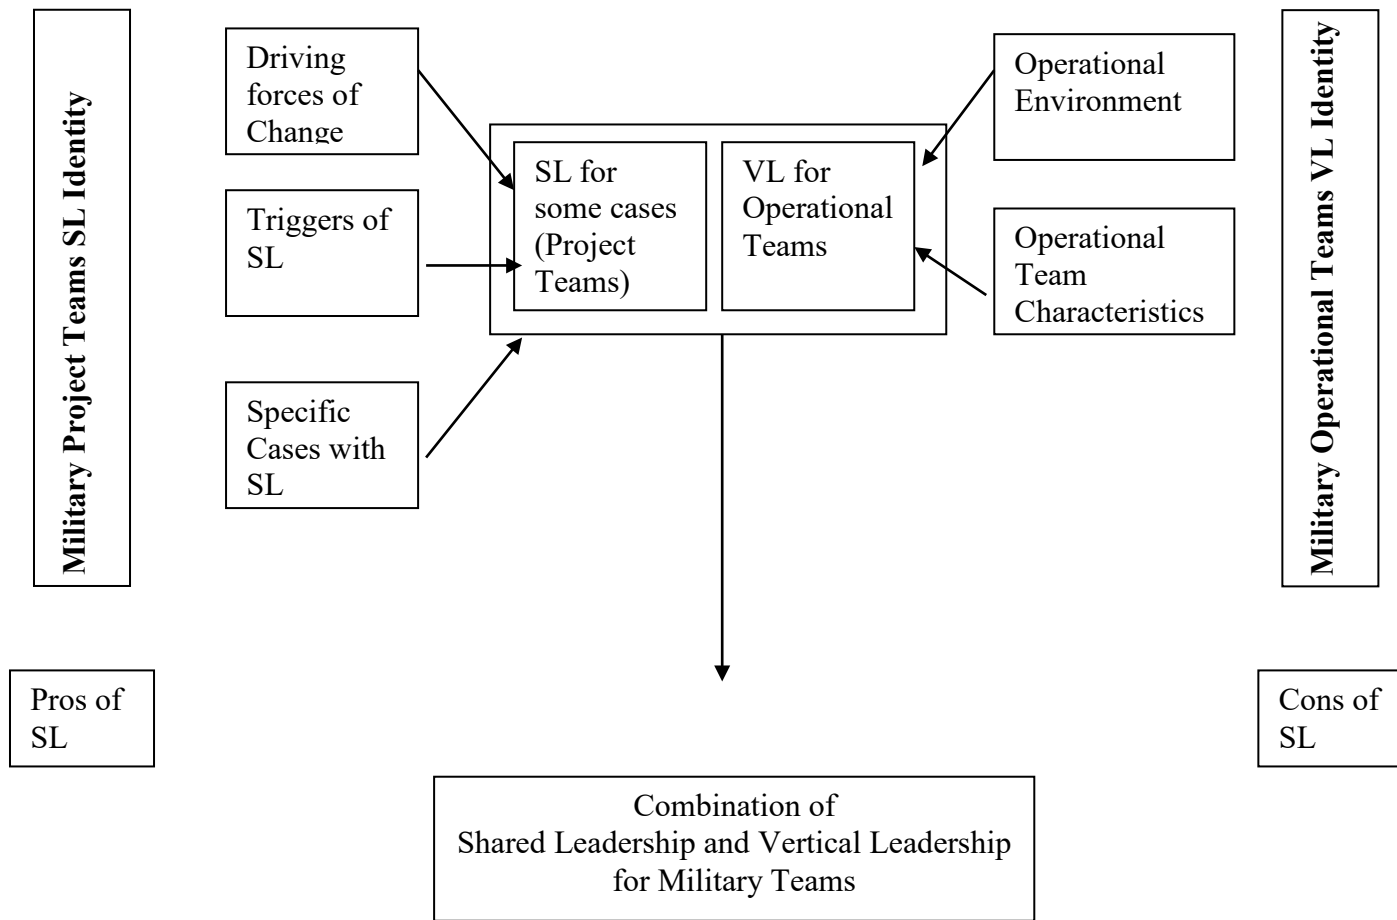 Military Project Teams SL Identity
Driving
forces of
Change
Triggers of
SL
Specific
Cases with
SL
SL for
some cases
(Project
Teams)
VL for
Operational
Teams
Operational
Environment
Operational
Team
Characteristics
Military Operational Teams VL Identity
Pros of
SL
Cons of
SL
Combination of
Shared Leadership and Vertical Leadership
for Military Teams